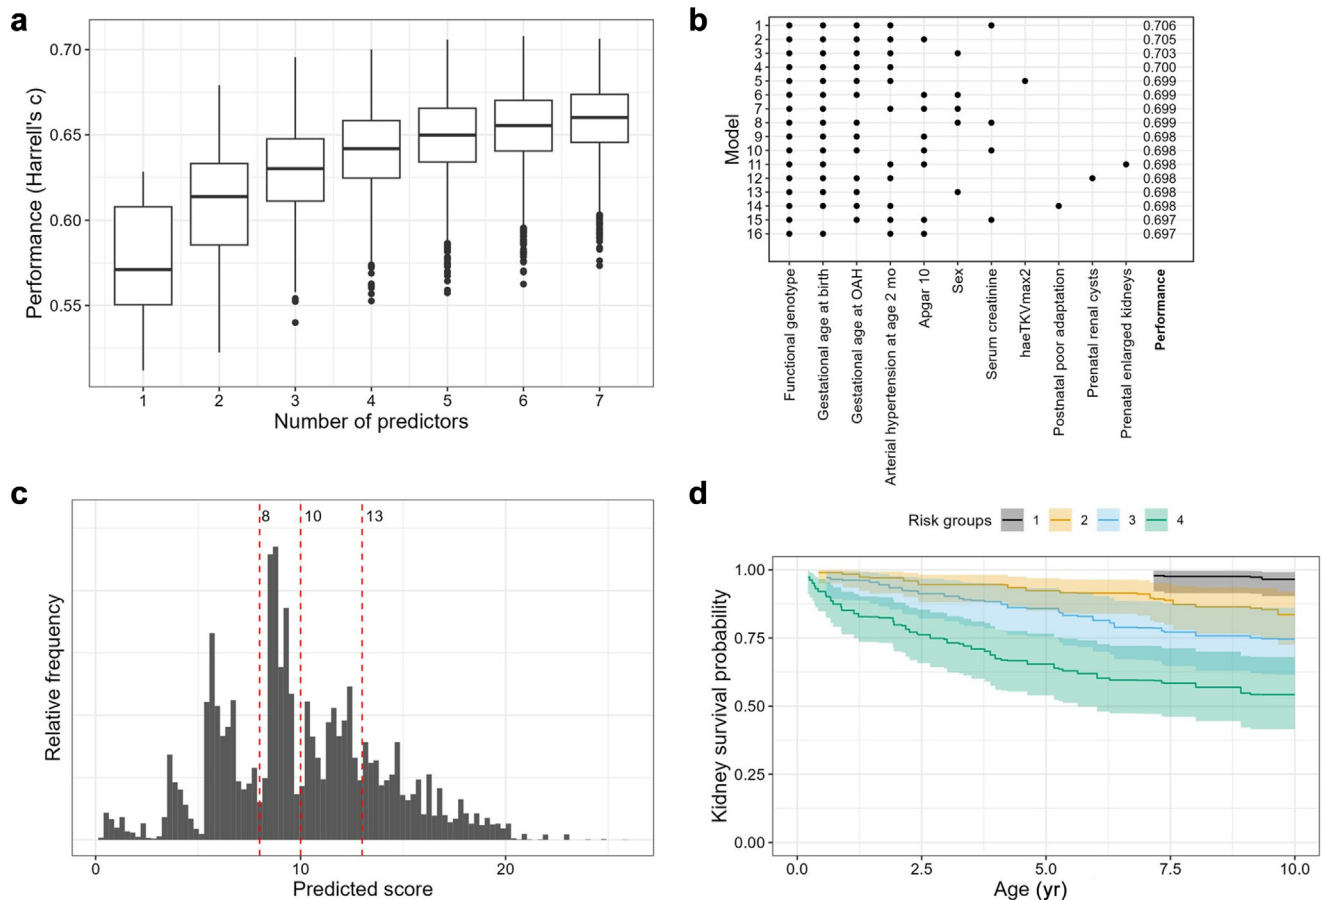 a
Performance (Harrell's c)
0.70
0.65
0.60
0.55
1 2 3 4 5 6 7
Number of predictors
b
Model
1 0.706
2 0.705
3 0.703
4 0.700
5 0.699
6 0.699
7 0.699
8 0.699
9 0.698
10 0.698
11 0.698
12 0.698
13 0.698
14 0.698
15 0.697
16 0.697
Functional genotype
Gestational age at birth
Gestational age at OAH
Arterial hypertension at age 2 mo
Apgar 10
Sex
Serum creatinine
haeTKVmax2
Postnatal poor adaptation
Prenatal renal cysts
Prenatal enlarged kidneys
Performance
c
Relative frequency
8 10 13
0 10 20
Predicted score
d
Risk groups 1 2 3 4
Kidney survival probability
1.00
0.75
0.50
0.25
0.00
0.0 2.5 5.0 7.5 10.0
Age (yr)